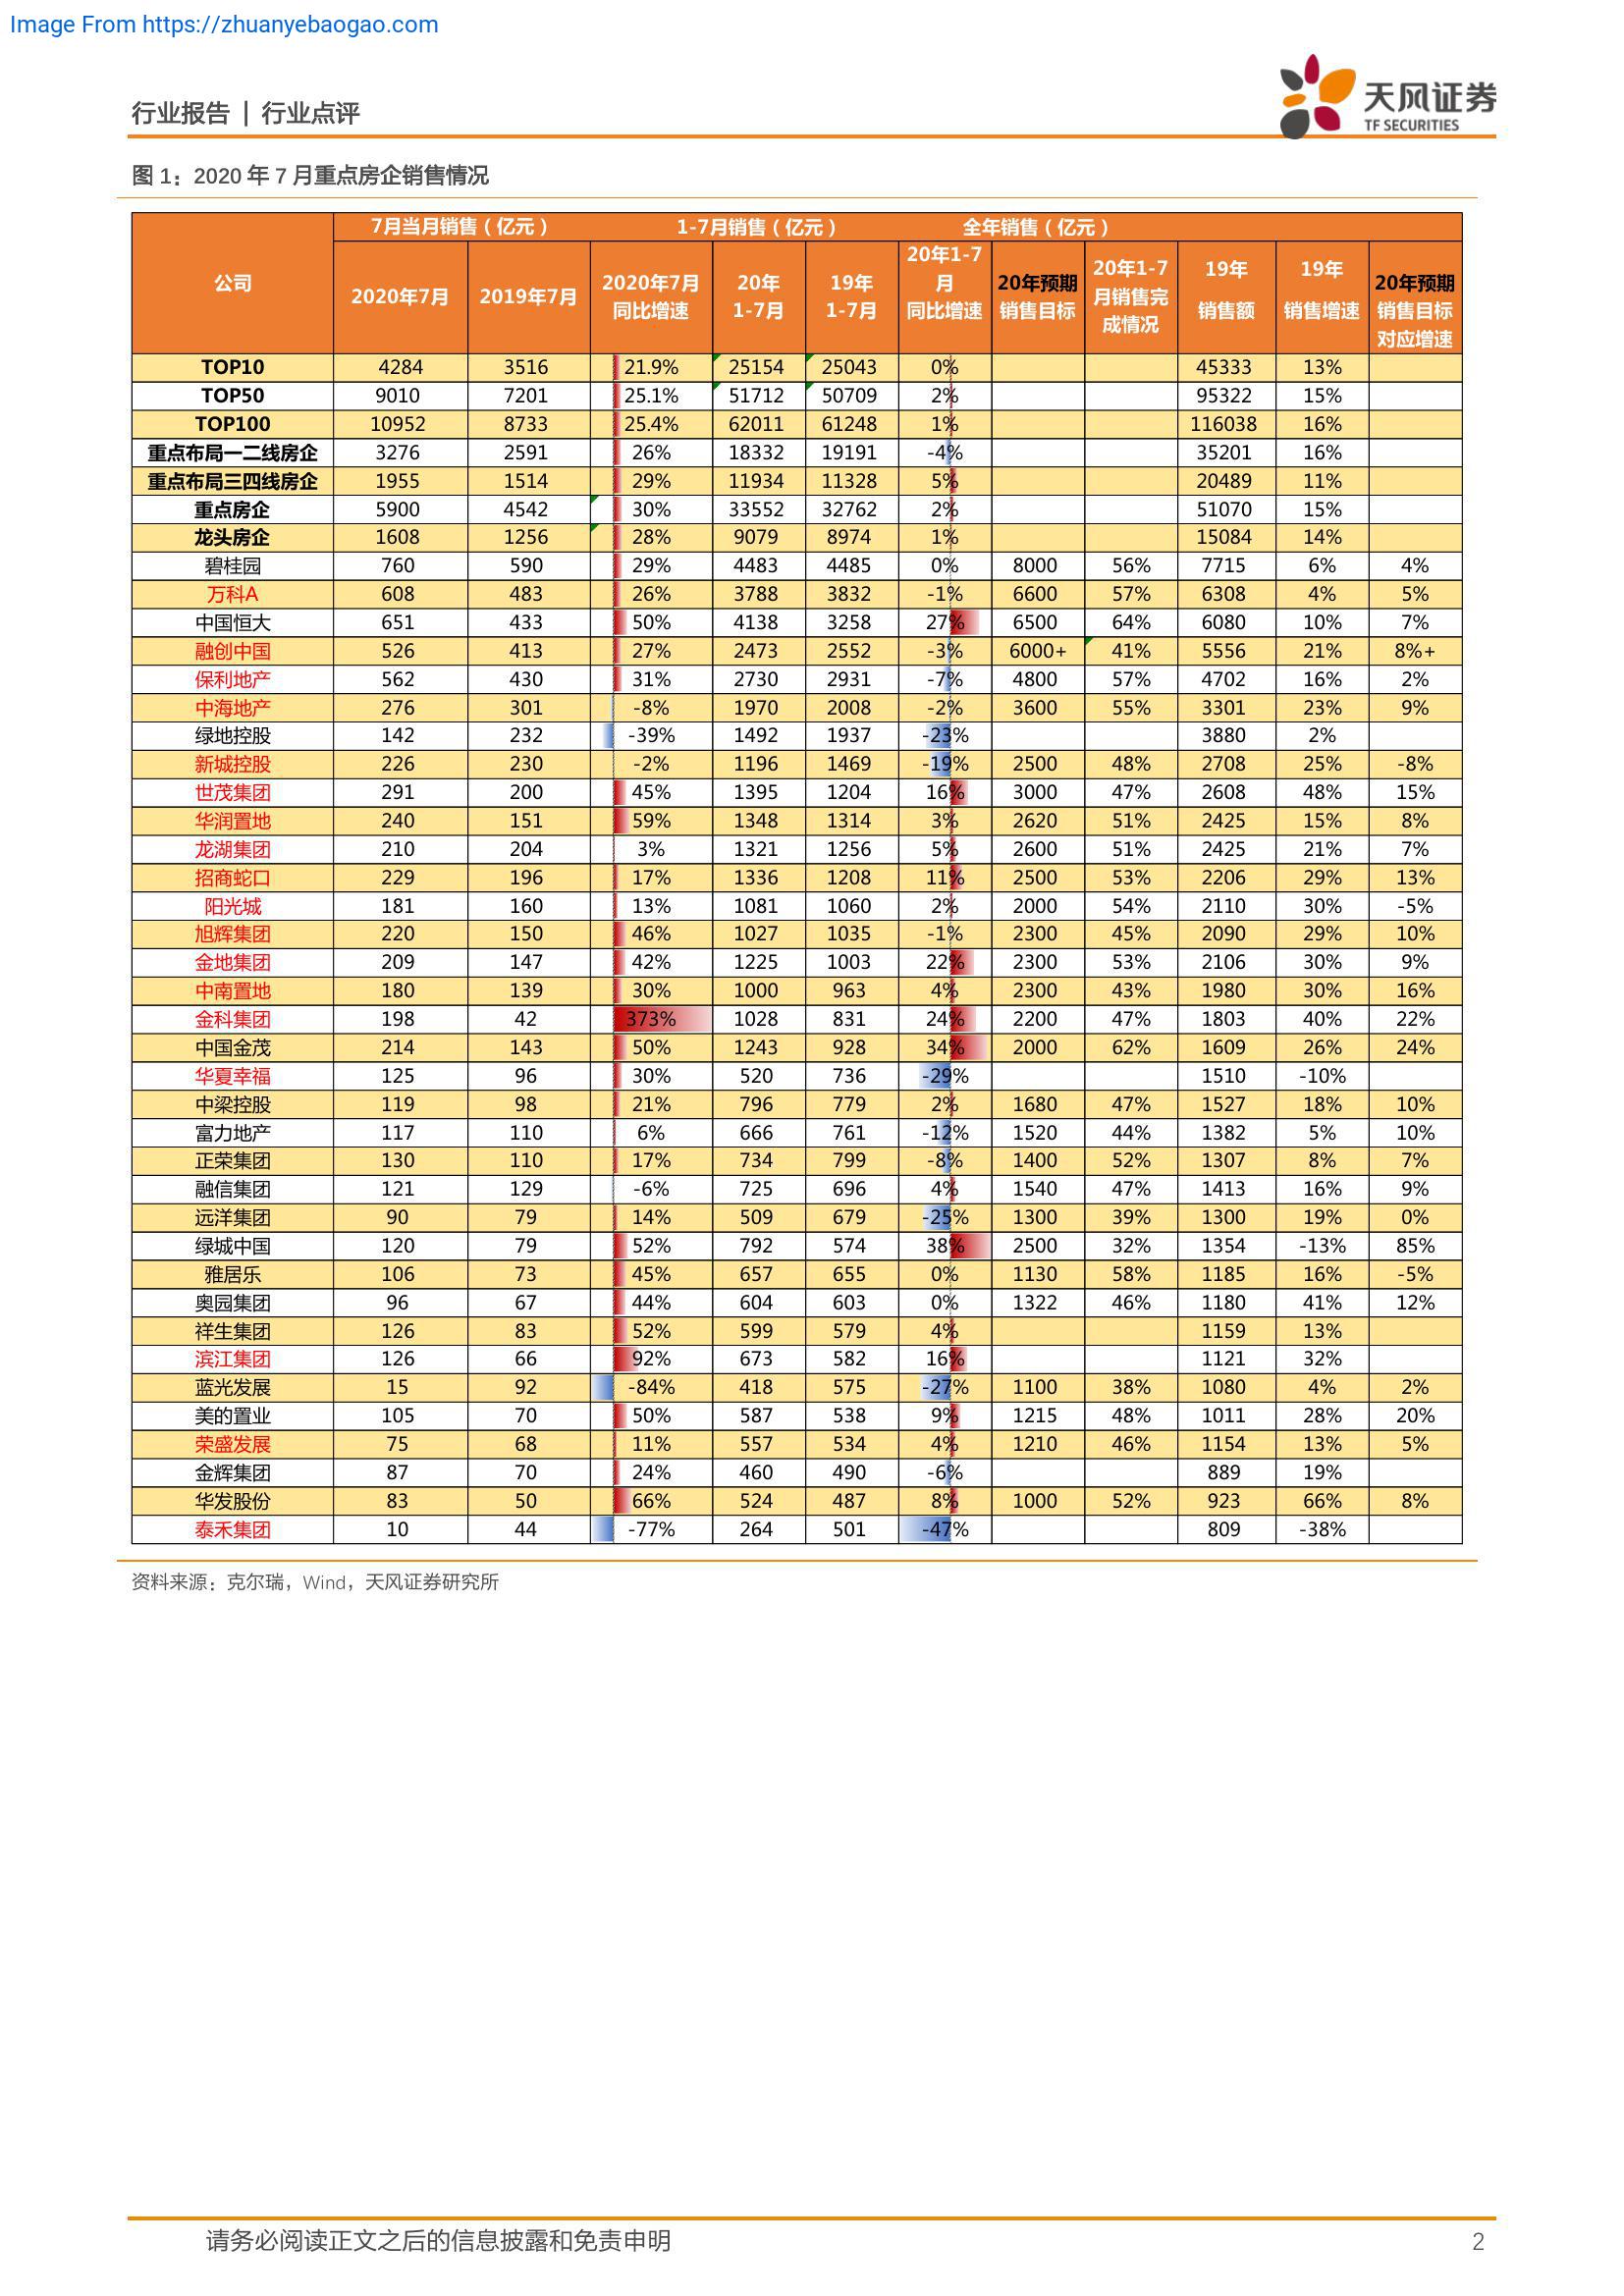 Image From https://zhuanyebaogao.com
行业报告 | 行业点评
天风证券
TF SECURITIES
图 1：2020 年 7 月重点房企销售情况
7月当月销售（亿元） 1-7月销售（亿元） 全年销售（亿元）
公司 2020年7月 2019年7月 2020年7月同比增速 20年1-7月 19年1-7月 20年1-7月同比增速 20年预期销售目标 20年1-7月销售完成情况 19年销售额 19年销售增速 20年预期销售目标对应增速
TOP10 4284 3516 21.9% 25154 25043 0% 45333 13%
TOP50 9010 7201 25.1% 51712 50709 2% 95322 15%
TOP100 10952 8733 25.4% 62011 61248 1% 116038 16%
重点布局一二线房企 3276 2591 26% 18332 19191 -4% 35201 16%
重点布局三四线房企 1955 1514 29% 11934 11328 5% 20489 11%
重点房企 5900 4542 30% 33552 32762 2% 51070 15%
龙头房企 1608 1256 28% 9079 8974 1% 15084 14%
碧桂园 760 590 29% 4483 4485 0% 8000 56% 7715 6% 4%
万科A 608 483 26% 3788 3832 -1% 6600 57% 6308 4% 5%
中国恒大 651 433 50% 4138 3258 27% 6500 64% 6080 10% 7%
融创中国 526 413 27% 2473 2552 -3% 6000+ 41% 5556 21% 8%+
保利地产 562 430 31% 2730 2931 -7% 4800 57% 4702 16% 2%
中海地产 276 301 -8% 1970 2008 -2% 3600 55% 3301 23% 9%
绿地控股 142 232 -39% 1492 1937 -23% 3880 2%
新城控股 226 230 -2% 1196 1469 -19% 2500 48% 2708 25% -8%
世茂集团 291 200 45% 1395 1204 16% 3000 47% 2608 48% 15%
华润置地 240 151 59% 1348 1314 3% 2620 51% 2425 15% 8%
龙湖集团 210 204 3% 1321 1256 5% 2600 51% 2425 21% 7%
招商蛇口 229 196 17% 1336 1208 11% 2500 53% 2206 29% 13%
阳光城 181 160 13% 1081 1060 2% 2000 54% 2110 30% -5%
旭辉集团 220 150 46% 1027 1035 -1% 2300 45% 2090 29% 10%
金地集团 209 147 42% 1225 1003 22% 2300 53% 2106 30% 9%
中南置地 180 139 30% 1000 963 4% 2300 43% 1980 30% 16%
金科集团 198 42 373% 1028 831 24% 2200 47% 1803 40% 22%
中国金茂 214 143 50% 1243 928 34% 2000 62% 1609 26% 24%
华夏幸福 125 96 30% 520 736 -29% 1510 -10%
中梁控股 119 98 21% 796 779 2% 1680 47% 1527 18% 10%
富力地产 117 110 6% 666 761 -12% 1520 44% 1382 5% 10%
正荣集团 130 110 17% 734 799 -8% 1400 52% 1307 8% 7%
融信集团 121 129 -6% 725 696 4% 1540 47% 1413 16% 9%
远洋集团 90 79 14% 509 679 -25% 1300 39% 1300 19% 0%
绿城中国 120 79 52% 792 574 38% 2500 32% 1354 -13% 85%
雅居乐 106 73 45% 657 655 0% 1130 58% 1185 16% -5%
奥园集团 96 67 44% 604 603 0% 1322 46% 1180 41% 12%
祥生集团 126 83 52% 599 579 4% 1159 13%
滨江集团 126 66 92% 673 582 16% 1121 32%
蓝光发展 15 92 -84% 418 575 -27% 1100 38% 1080 4% 2%
美的置业 105 70 50% 587 538 9% 1215 48% 1011 28% 20%
荣盛发展 75 68 11% 557 534 4% 1210 46% 1154 13% 5%
金辉集团 87 70 24% 460 490 -6% 889 19%
华发股份 83 50 66% 524 487 8% 1000 52% 923 66% 8%
泰禾集团 10 44 -77% 264 501 -47% 809 -38%
资料来源：克尔瑞，Wind，天风证券研究所
请务必阅读正文之后的信息披露和免责申明 2